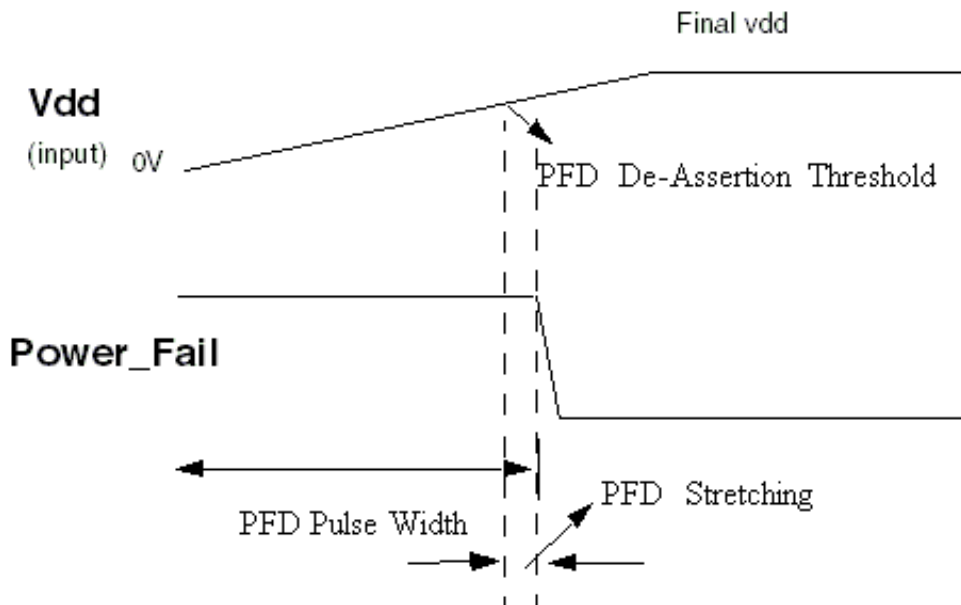 Final vdd
Vdd
(input) 0V
PFD De-Assertion Threshold
Power_Fail
PFD Stretching
PFD Pulse Width